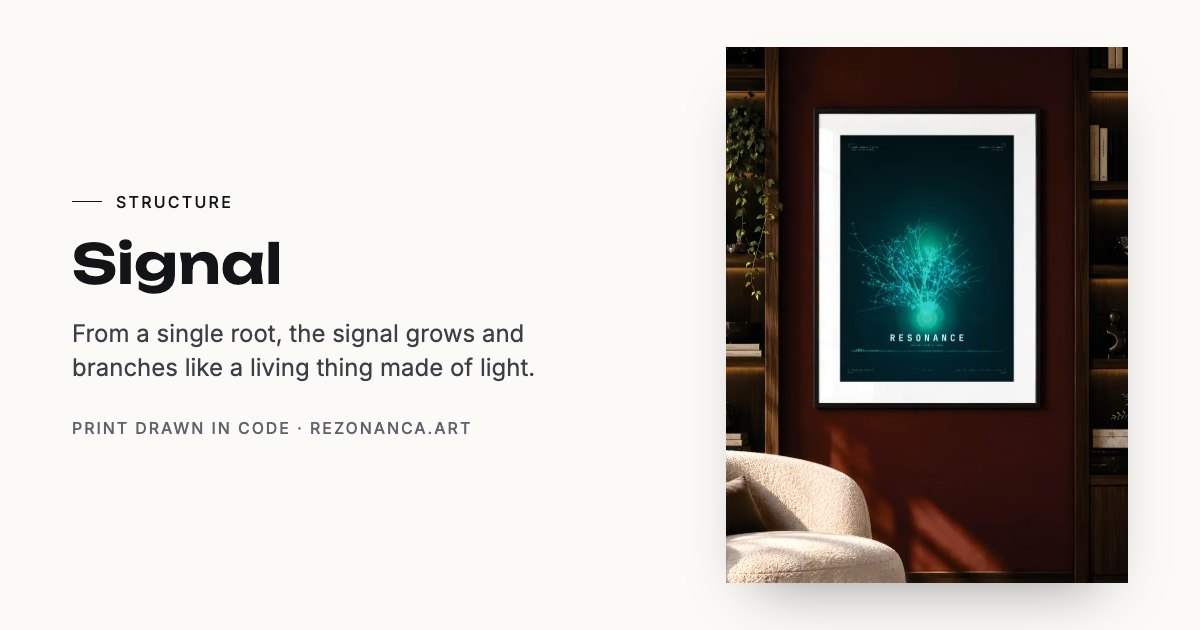 STRUCTURE
Signal
From a single root, the signal grows and
branches like a living thing made of light.
PRINT DRAWN IN CODE · REZONANCA.ART
RESONANCE